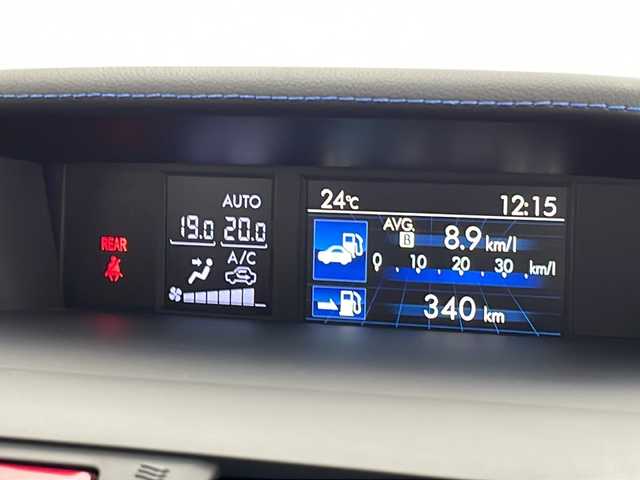 REAR
AUTO
19.0 20.0
A/C
24℃ 12:15
AVG.
B 8.9 km/l
0 10 20 30 km/l
340 km